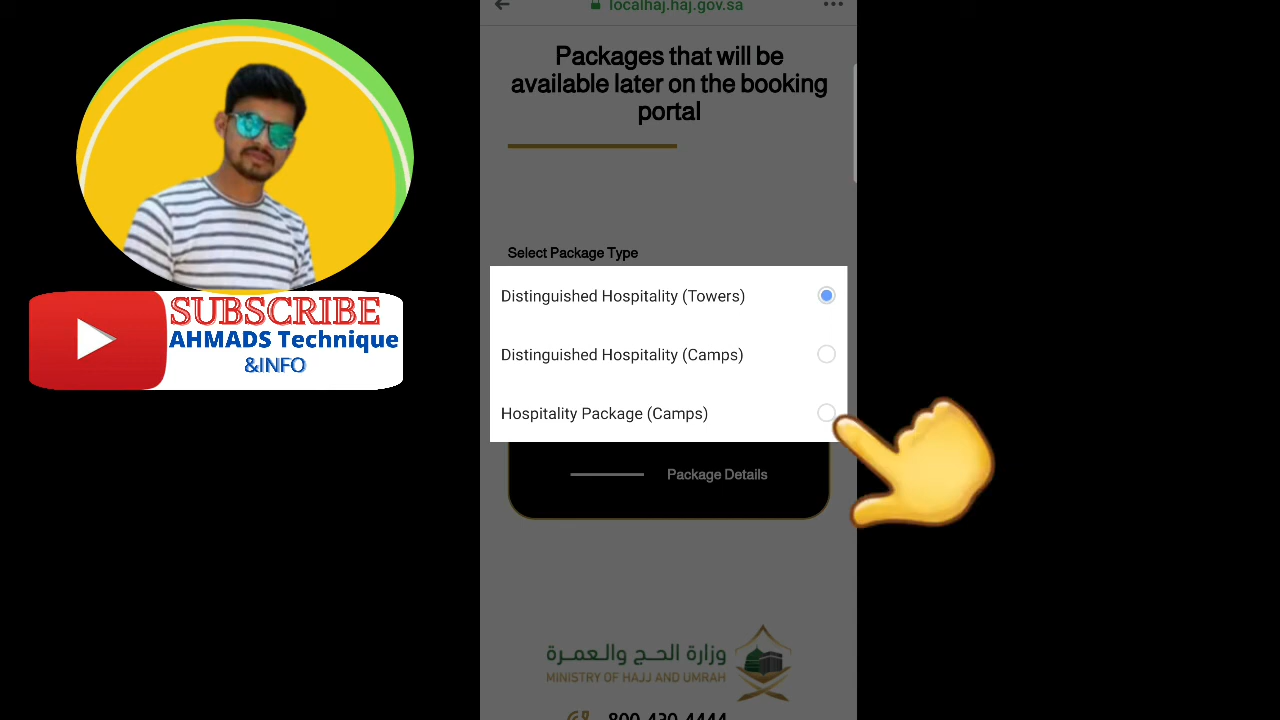 localhaj.haj.gov.sa
Packages that will be
available later on the booking
portal
Select Package Type
Distinguished Hospitality (Towers)
Distinguished Hospitality (Camps)
Hospitality Package (Camps)
Package Details
وزارة الحج والعمرة
MINISTRY OF HAJJ AND UMRAH
800-430-4444
SUBSCRIBE
AHMADS Technique
&INFO